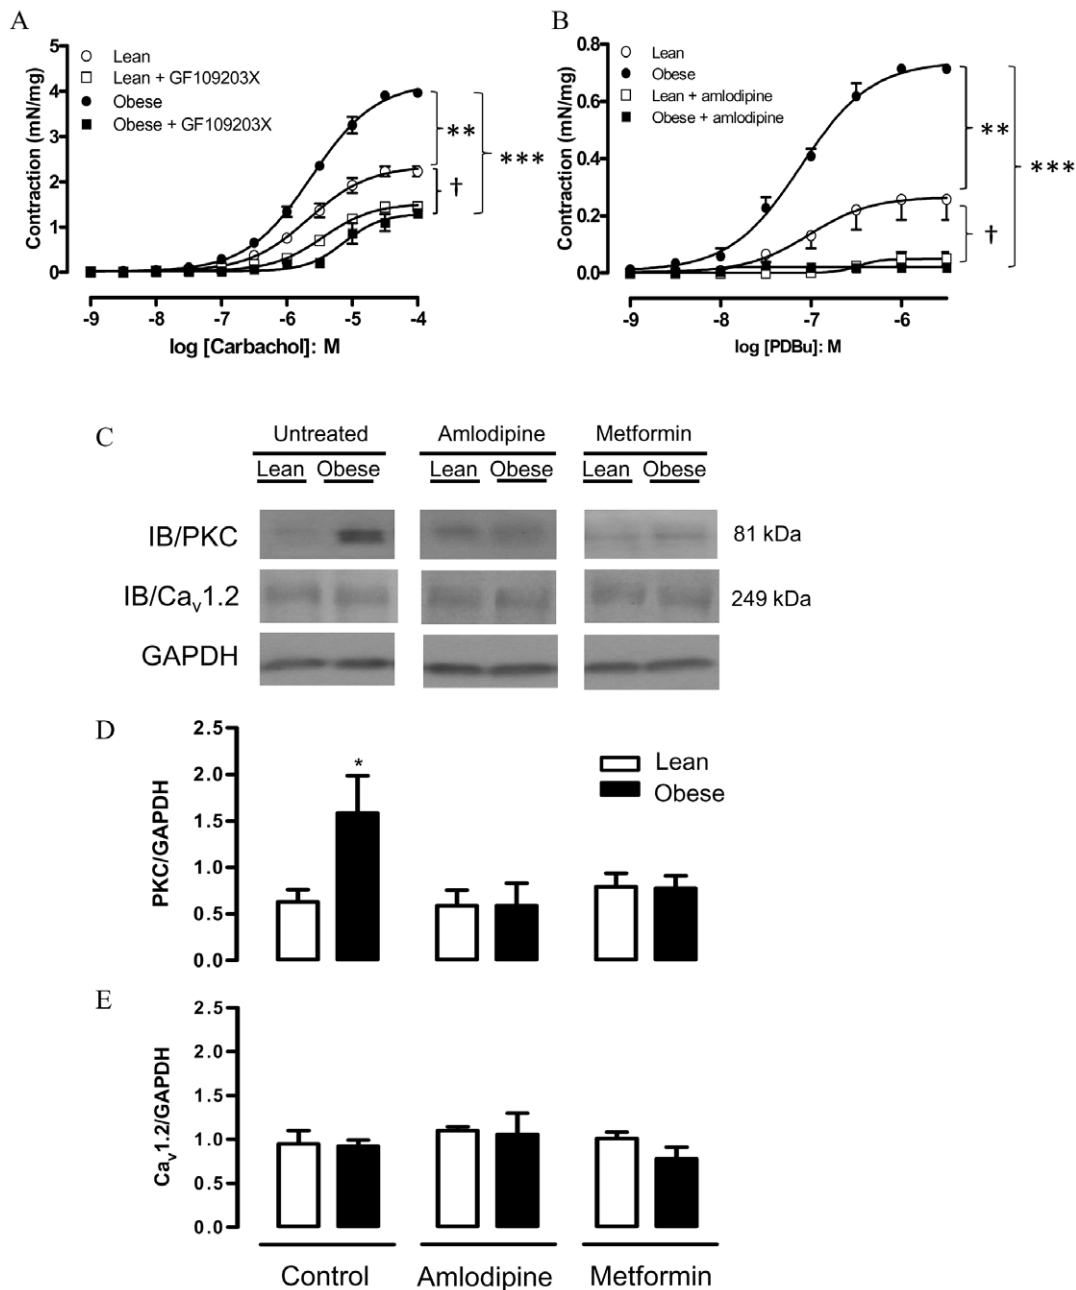 A
B
Contraction (mN/mg)
5
4
3
2
1
0
Lean
Lean + GF109203X
Obese
Obese + GF109203X
**
***
†
-9
-8
-7
-6
-5
-4
log [Carbachol]: M
Contraction (mN/mg)
0.8
0.6
0.4
0.2
0.0
Lean
Obese
Lean + amlodipine
Obese + amlodipine
**
***
†
-9
-8
-7
-6
log [PDBu]: M
C
Untreated
Amlodipine
Metformin
Lean Obese
Lean Obese
Lean Obese
IB/PKC
81 kDa
IB/Cav1.2
249 kDa
GAPDH
D
PKC/GAPDH
2.5
2.0
1.5
1.0
0.5
0.0
*
Lean
Obese
E
Cav1.2/GAPDH
2.5
2.0
1.5
1.0
0.5
0.0
Control
Amlodipine
Metformin